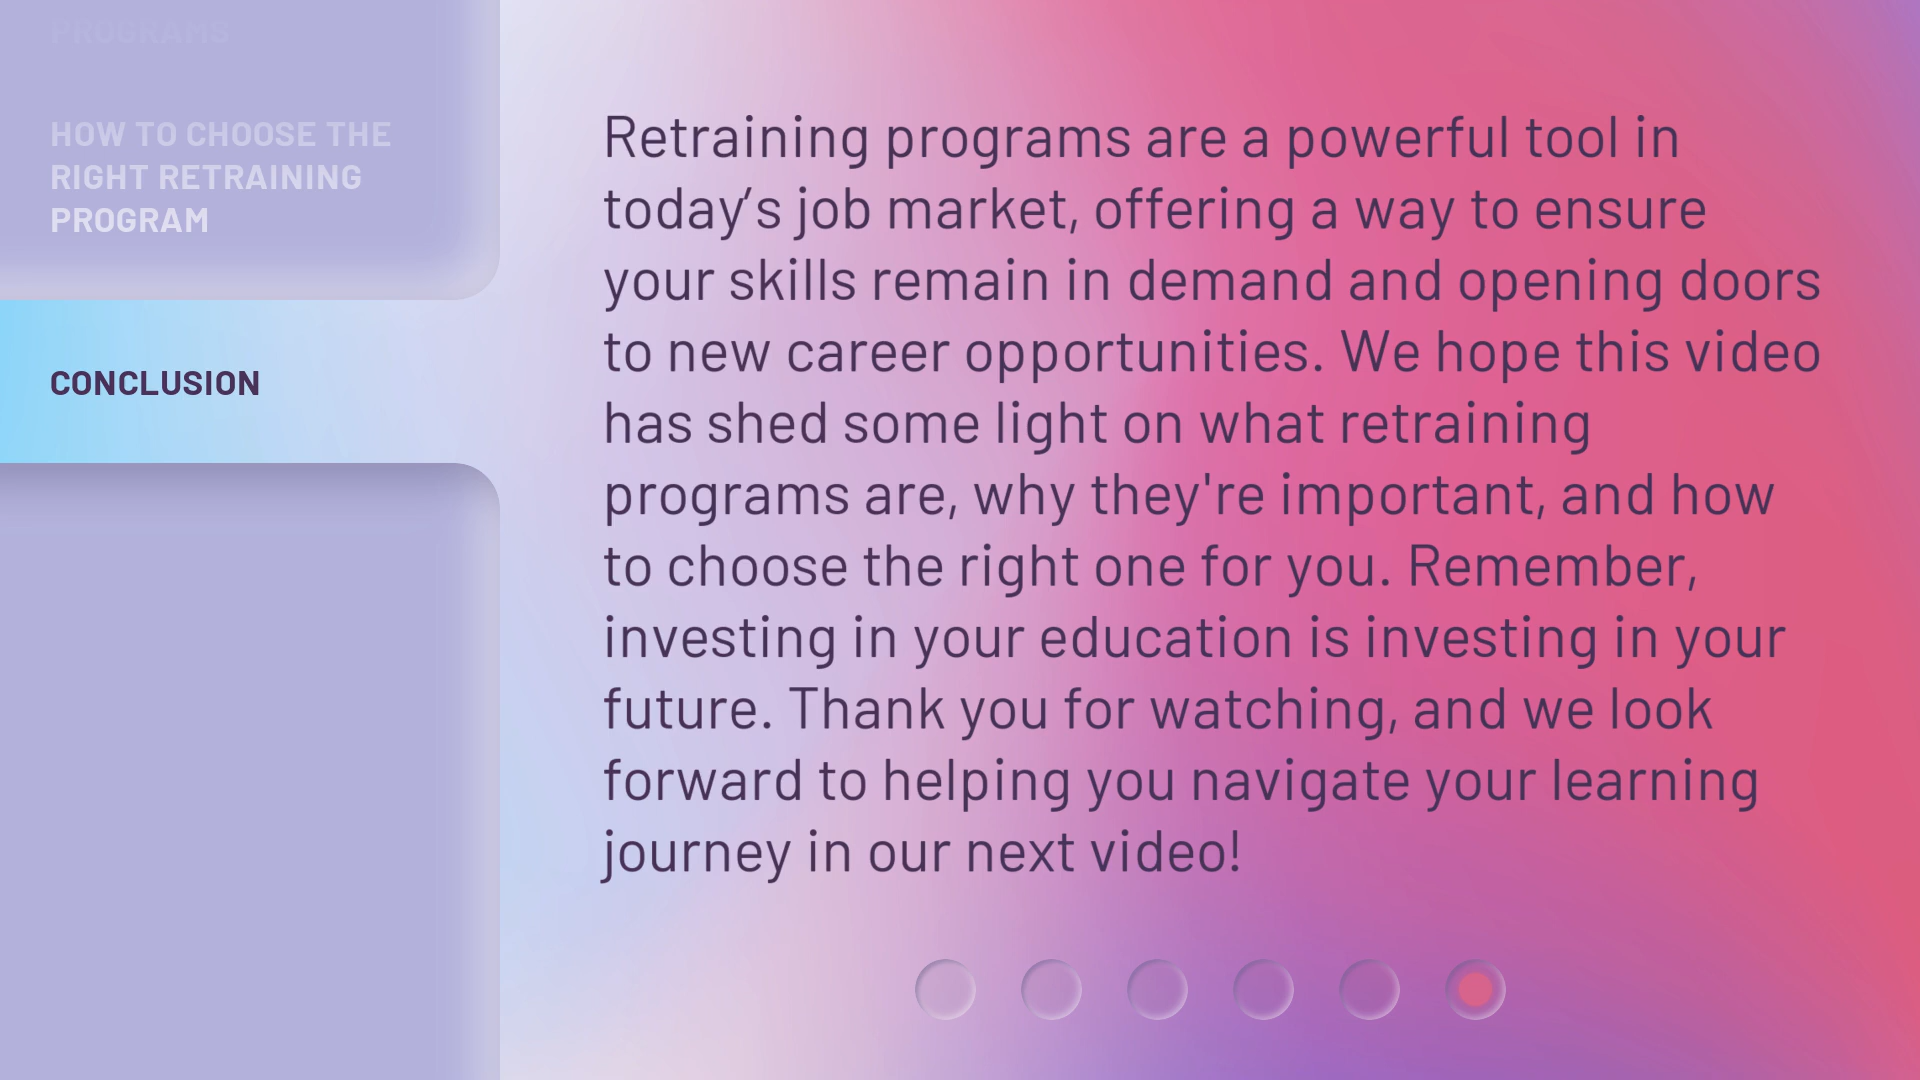 PROGRAMS
HOW TO CHOOSE THE
RIGHT RETRAINING
PROGRAM
CONCLUSION
Retraining programs are a powerful tool in
today’s job market, offering a way to ensure
your skills remain in demand and opening doors
to new career opportunities. We hope this video
has shed some light on what retraining
programs are, why they're important, and how
to choose the right one for you. Remember,
investing in your education is investing in your
future. Thank you for watching, and we look
forward to helping you navigate your learning
journey in our next video!